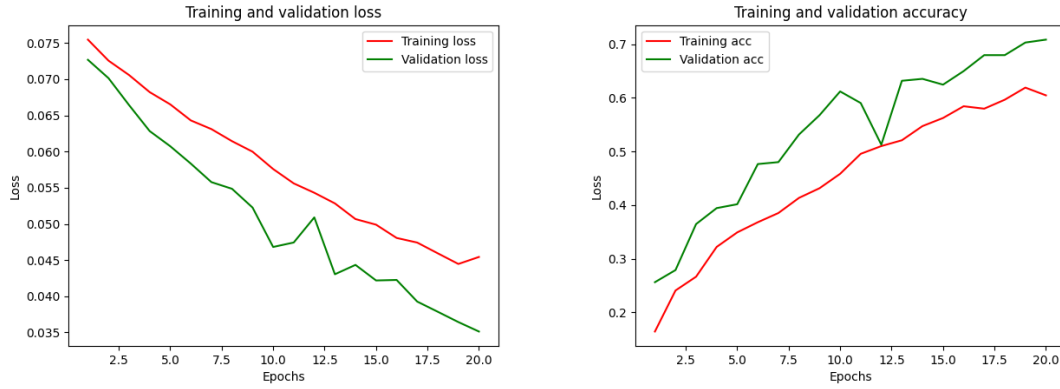 Training and validation loss
0.075
0.070
0.065
0.060
0.055
0.050
0.045
0.040
0.035
Loss
Training loss
Validation loss
2.5 5.0 7.5 10.0 12.5 15.0 17.5 20.0
Epochs
Training and validation accuracy
0.7
0.6
0.5
0.4
0.3
0.2
Loss
Training acc
Validation acc
2.5 5.0 7.5 10.0 12.5 15.0 17.5 20.0
Epochs